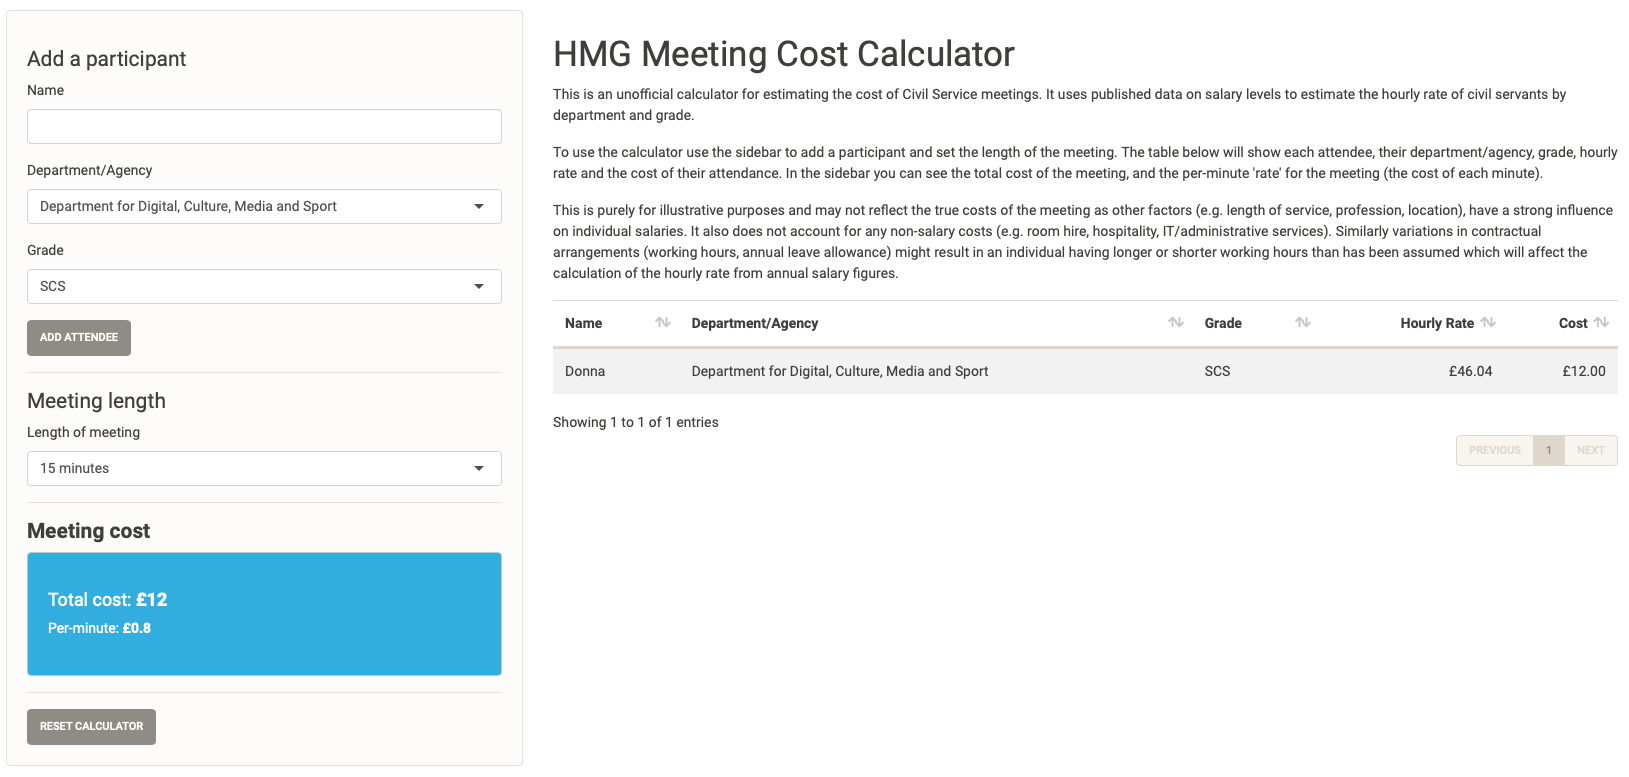 Add a participant
Name
Department/Agency
Department for Digital, Culture, Media and Sport
Grade
SCS
ADD ATTENDEE
Meeting length
Length of meeting
15 minutes
Meeting cost
Total cost: £12
Per-minute: £0.8
RESET CALCULATOR
HMG Meeting Cost Calculator
This is an unofficial calculator for estimating the cost of Civil Service meetings. It uses published data on salary levels to estimate the hourly rate of civil servants by
department and grade.
To use the calculator use the sidebar to add a participant and set the length of the meeting. The table below will show each attendee, their department/agency, grade, hourly
rate and the cost of their attendance. In the sidebar you can see the total cost of the meeting, and the per-minute 'rate' for the meeting (the cost of each minute).
This is purely for illustrative purposes and may not reflect the true costs of the meeting as other factors (e.g. length of service, profession, location), have a strong influence
on individual salaries. It also does not account for any non-salary costs (e.g. room hire, hospitality, IT/administrative services). Similarly variations in contractual
arrangements (working hours, annual leave allowance) might result in an individual having longer or shorter working hours than has been assumed which will affect the
calculation of the hourly rate from annual salary figures.
Name Department/Agency Grade Hourly Rate Cost
Donna Department for Digital, Culture, Media and Sport SCS £46.04 £12.00
Showing 1 to 1 of 1 entries
PREVIOUS 1 NEXT